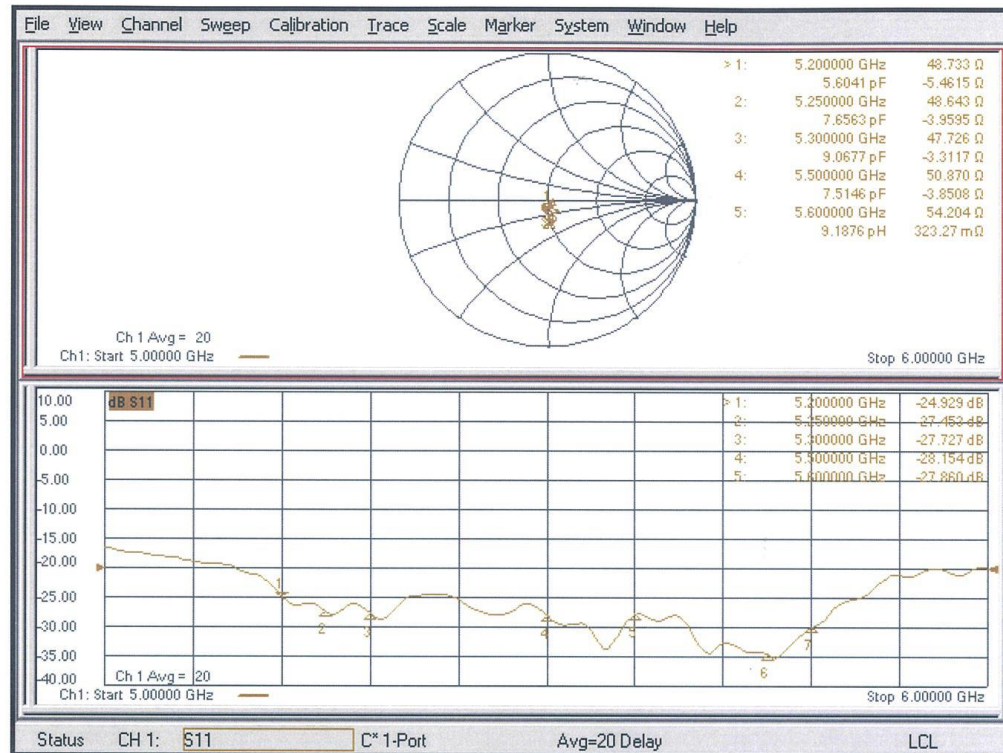 File View Channel Sweep Calibration Trace Scale Marker System Window Help
> 1: 5.200000 GHz 48.733 Ω
5.6041 pF -5.4615 Ω
2: 5.250000 GHz 48.643 Ω
7.6563 pF -3.9595 Ω
3: 5.300000 GHz 47.726 Ω
9.0677 pF -3.3117 Ω
4: 5.500000 GHz 50.870 Ω
7.5146 pF -3.8508 Ω
5: 5.600000 GHz 54.204 Ω
9.1876 pH 323.27 mΩ
Ch 1 Avg = 20
Ch1: Start 5.00000 GHz
Stop 6.00000 GHz
10.00
dB S11
> 1: 5.200000 GHz -24.929 dB
5.00
2: 5.250000 GHz -27.453 dB
3: 5.300000 GHz -27.727 dB
0.00
4: 5.500000 GHz -28.154 dB
-5.00
5: 5.600000 GHz -27.860 dB
-10.00
-15.00
-20.00
-25.00
-30.00
-35.00
-40.00
1
2
3
4
5
6
7
Ch 1 Avg = 20
Ch1: Start 5.00000 GHz
Stop 6.00000 GHz
Status CH 1: S11 C* 1-Port Avg=20 Delay LCL